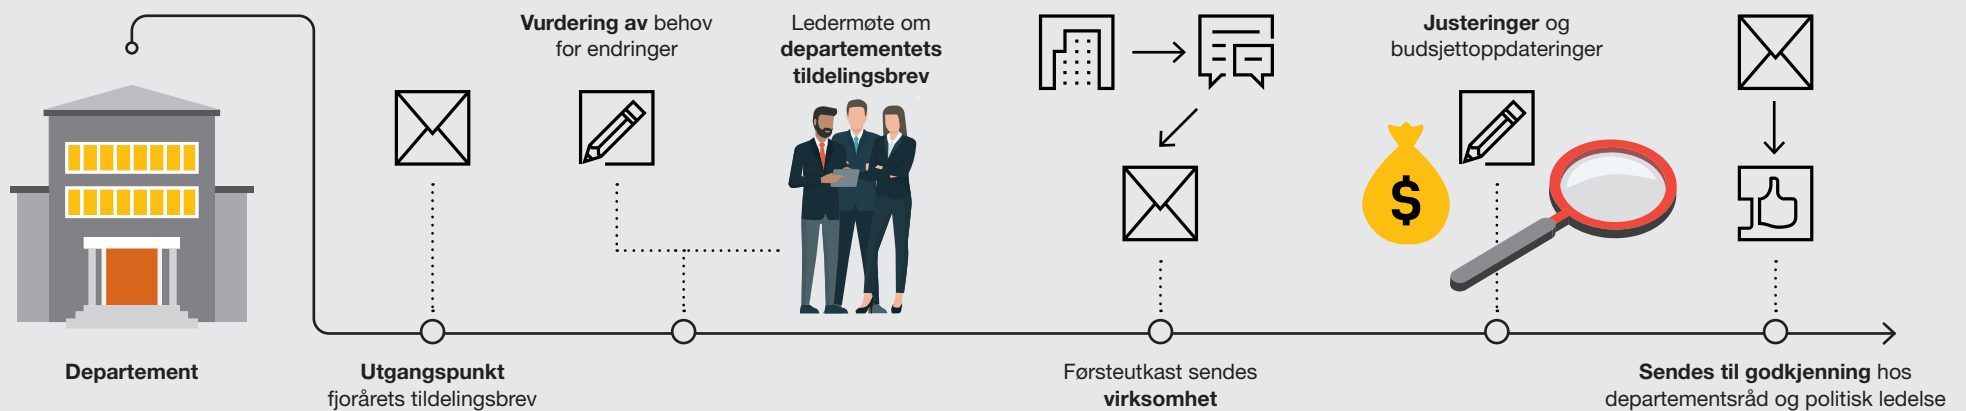 Departement
Utgangspunkt
fjorårets tildelingsbrev
Vurdering av behov
for endringer
Ledermøte om
departementets
tildelingsbrev
Førsteutkast sendes
virksomhet
Justeringer og
budsjettoppdateringer
$
Sendes til godkjenning hos
departementsråd og politisk ledelse